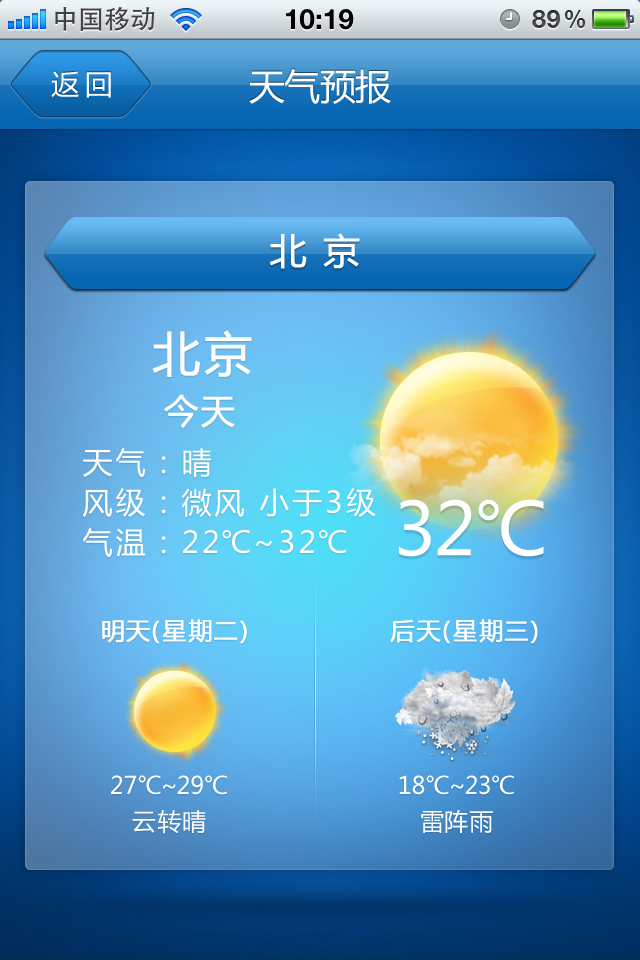 中国移动 10:19 89%
返回 天气预报
北京
北京
今天
天气：晴
风级：微风 小于3级
气温：22℃~32℃
32℃
明天(星期二) 后天(星期三)
27℃~29℃ 18℃~23℃
云转晴 雷阵雨